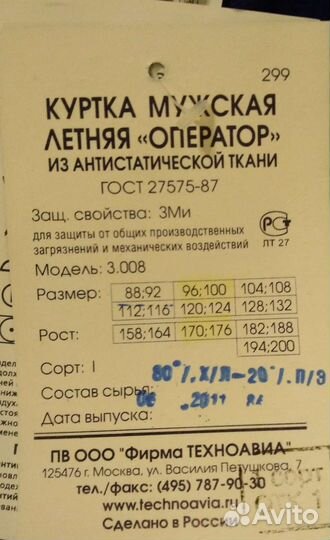 299
КУРТКА МУЖСКАЯ
ЛЕТНЯЯ «ОПЕРАТОР»
ИЗ АНТИСТАТИЧЕСКОЙ ТКАНИ
ГОСТ 27575-87
Защ. свойства: ЗМи
для защиты от общих производственных
загрязнений и механических воздействий
РСТ
ЛТ 27
Модель: 3.008
Размер: 88;92 96;100 104;108
112;116 120;124 128;132
Рост: 158;164 170;176 182;188
194;200
Сорт: I
80%.Х/Л-20%.П/Э
Состав сырья:
06 .2011
Дата выпуска:
ПВ ООО "Фирма ТЕХНОАВИА"
125476 г. Москва, ул. Василия Петушкова, 7
тел./факс: (495) 787-90-30
www.technoavia.ru
Сделано в России
СОРТ
Avito